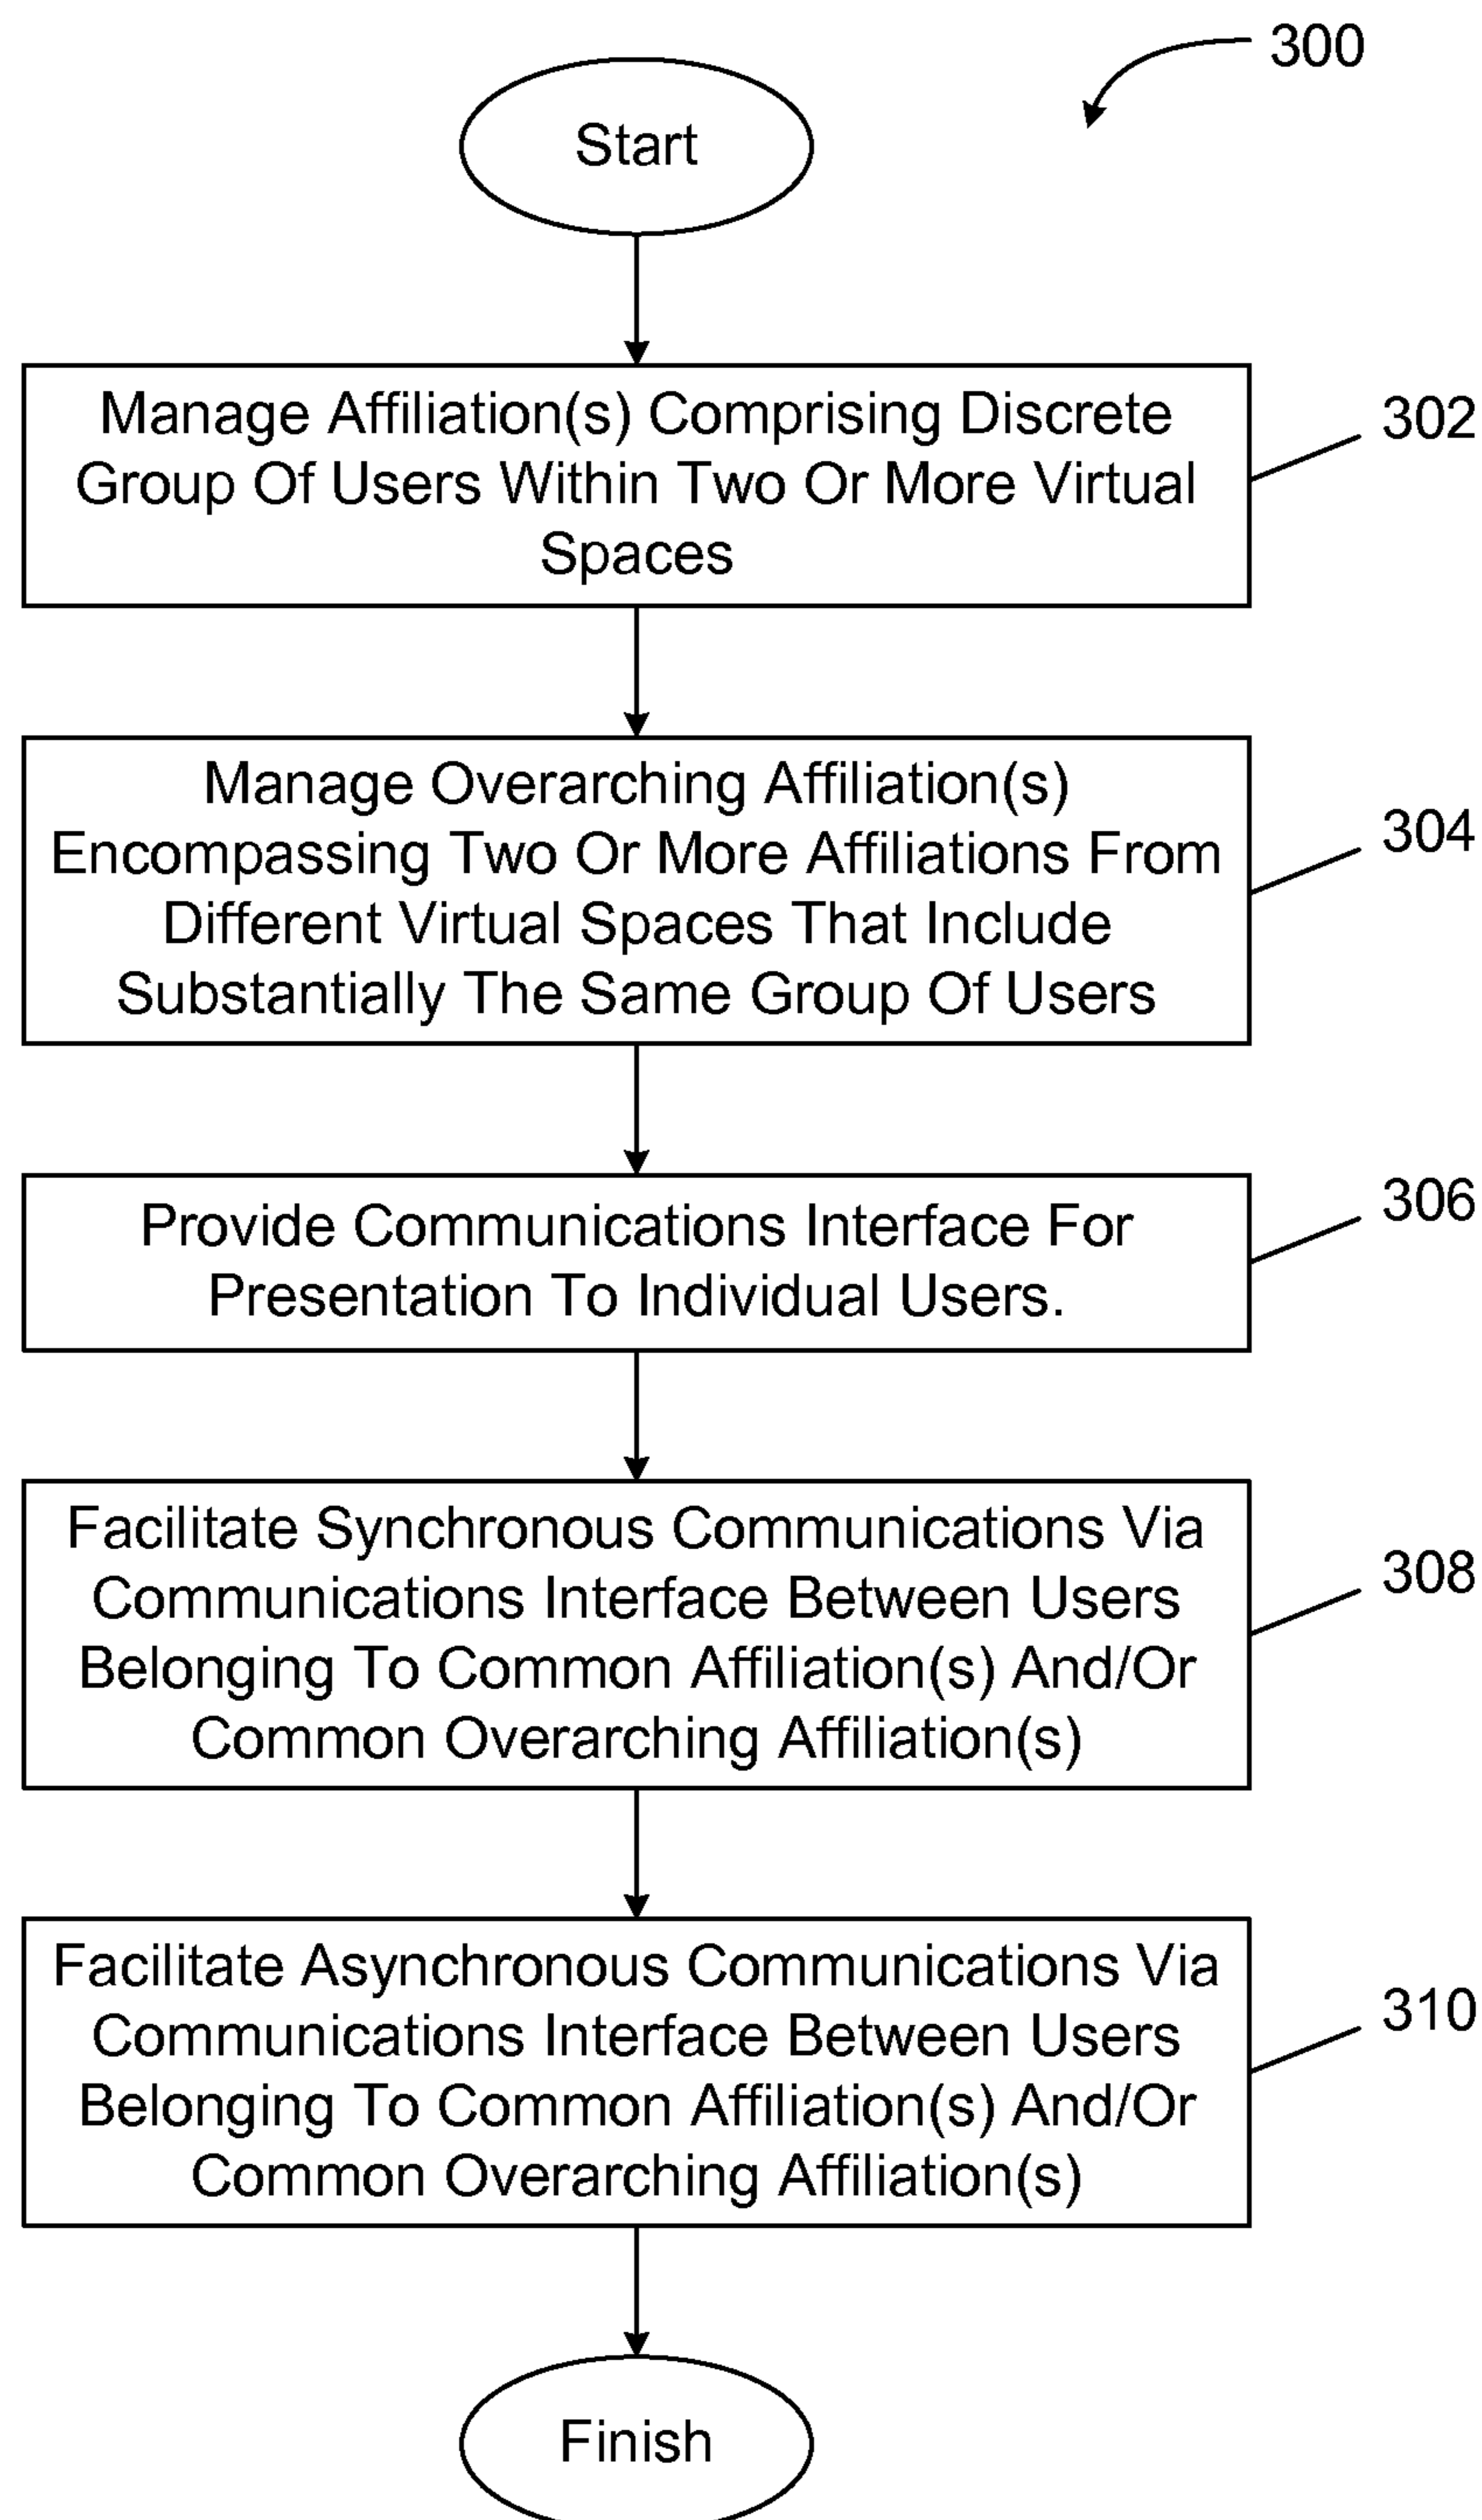 300
Start
Manage Affiliation(s) Comprising Discrete
Group Of Users Within Two Or More Virtual
Spaces
302
Manage Overarching Affiliation(s)
Encompassing Two Or More Affiliations From
Different Virtual Spaces That Include
Substantially The Same Group Of Users
304
Provide Communications Interface For
Presentation To Individual Users.
306
Facilitate Synchronous Communications Via
Communications Interface Between Users
Belonging To Common Affiliation(s) And/Or
Common Overarching Affiliation(s)
308
Facilitate Asynchronous Communications Via
Communications Interface Between Users
Belonging To Common Affiliation(s) And/Or
Common Overarching Affiliation(s)
310
Finish